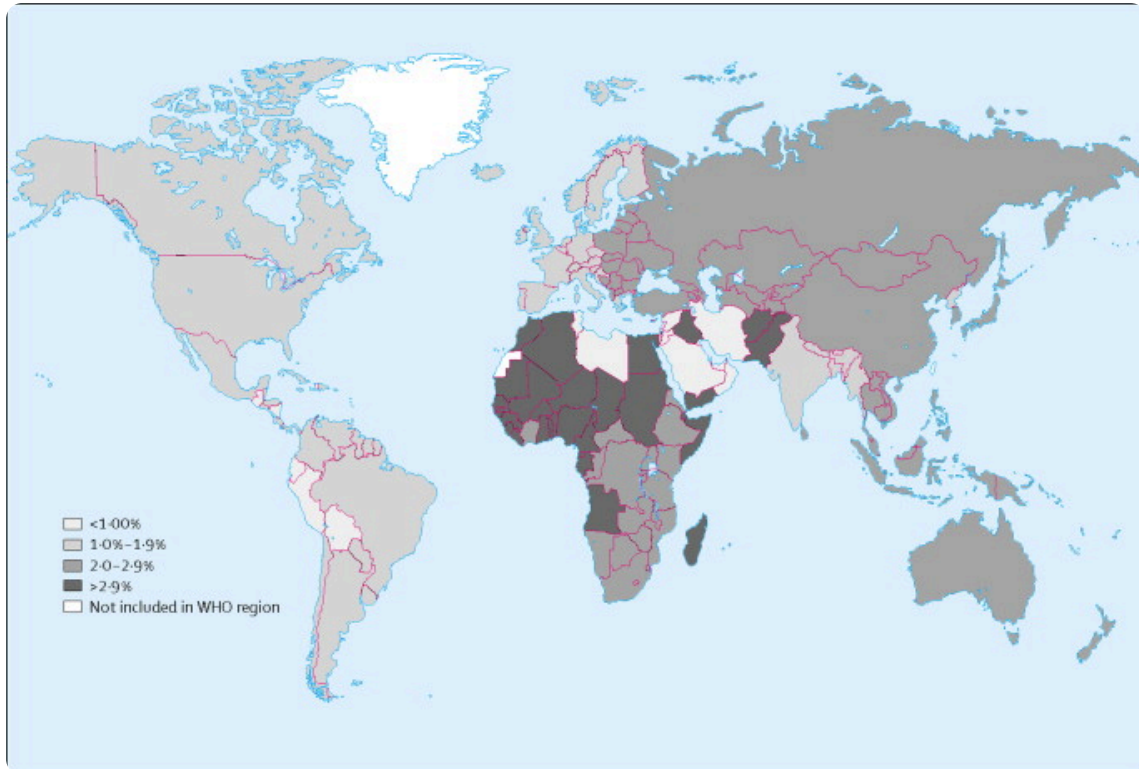 <1·00%
1·0%–1·9%
2·0–2·9%
>2·9%
Not included in WHO region